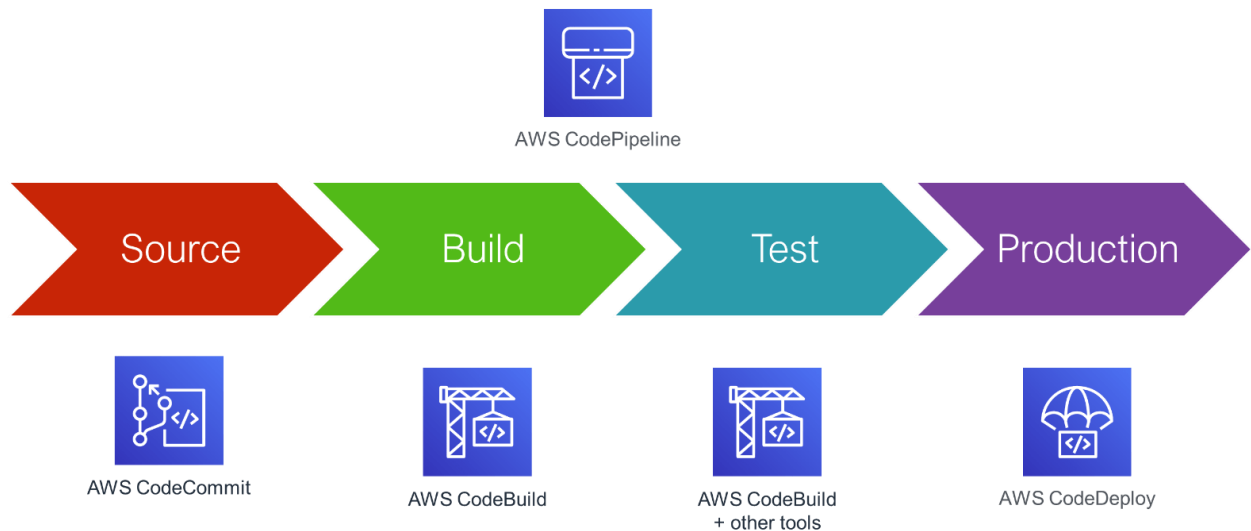 </>
AWS CodePipeline
Source
Build
Test
Production
</>
</>
</>
</>
AWS CodeCommit
AWS CodeBuild
AWS CodeBuild
+ other tools
AWS CodeDeploy